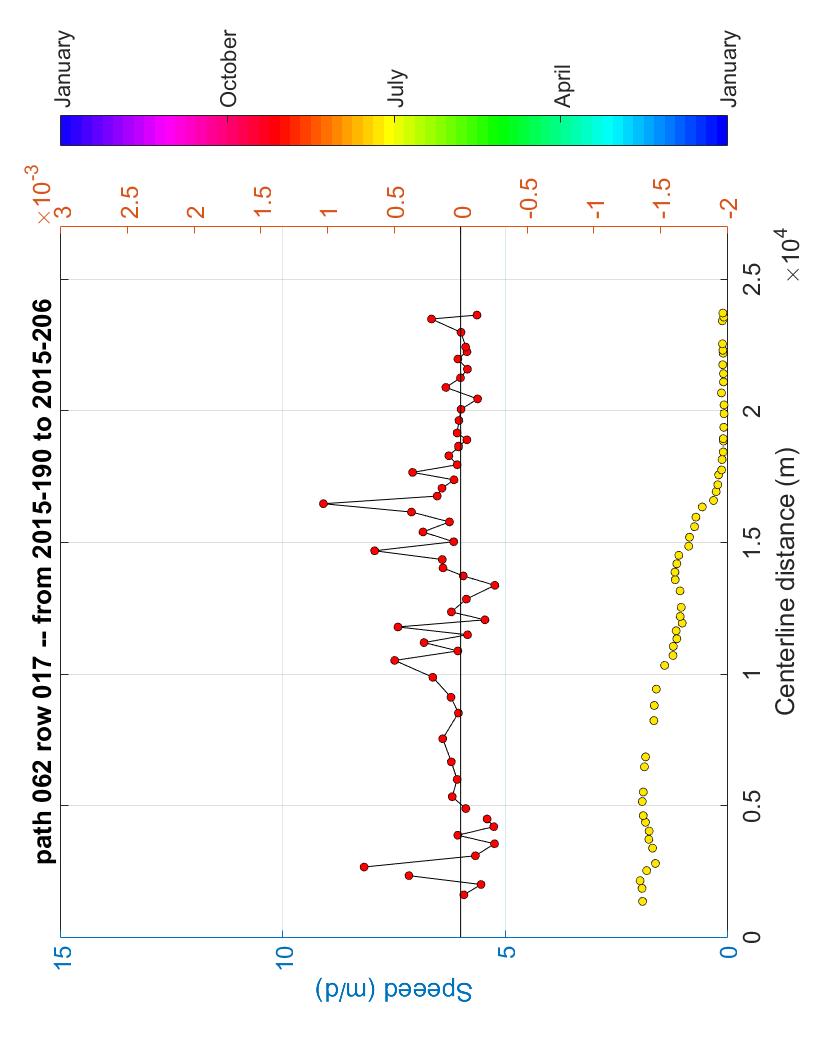 path 062 row 017 -- from 2015-190 to 2015-206
×10-3
15
10
5
0
Speeed (m/d)
3
2.5
2
1.5
1
0.5
0
-0.5
-1
-1.5
-2
0
0.5
1
1.5
2
2.5
×104
Centerline distance (m)
January
October
July
April
January